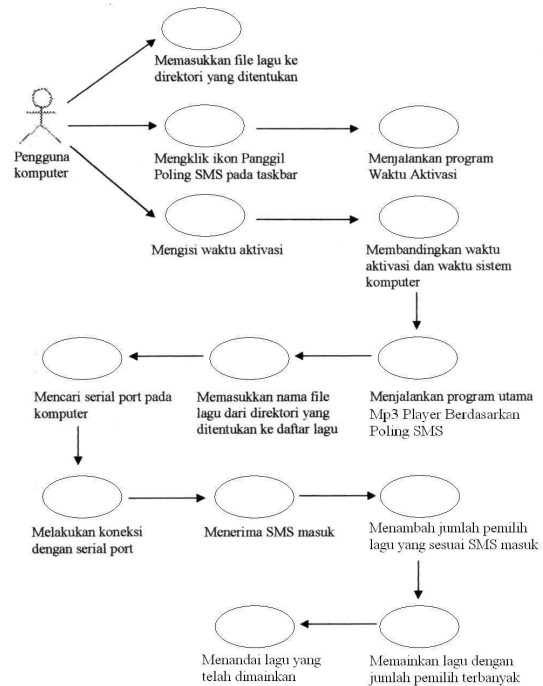 Memasukkan file lagu ke
direktori yang ditentukan
Pengguna
komputer
Mengklik ikon Panggil
Poling SMS pada taskbar
Menjalankan program
Waktu Aktivasi
Mengisi waktu aktivasi
Membandingkan waktu
aktivasi dan waktu sistem
komputer
Menjalankan program utama
Mp3 Player Berdasarkan
Poling SMS
Memasukkan nama file
lagu dari direktori yang
ditentukan ke daftar lagu
Mencari serial port pada
komputer
Melakukan koneksi
dengan serial port
Menerima SMS masuk
Menambah jumlah pemilih
lagu yang sesuai SMS masuk
Memainkan lagu dengan
jumlah pemilih terbanyak
Menandai lagu yang
telah dimainkan